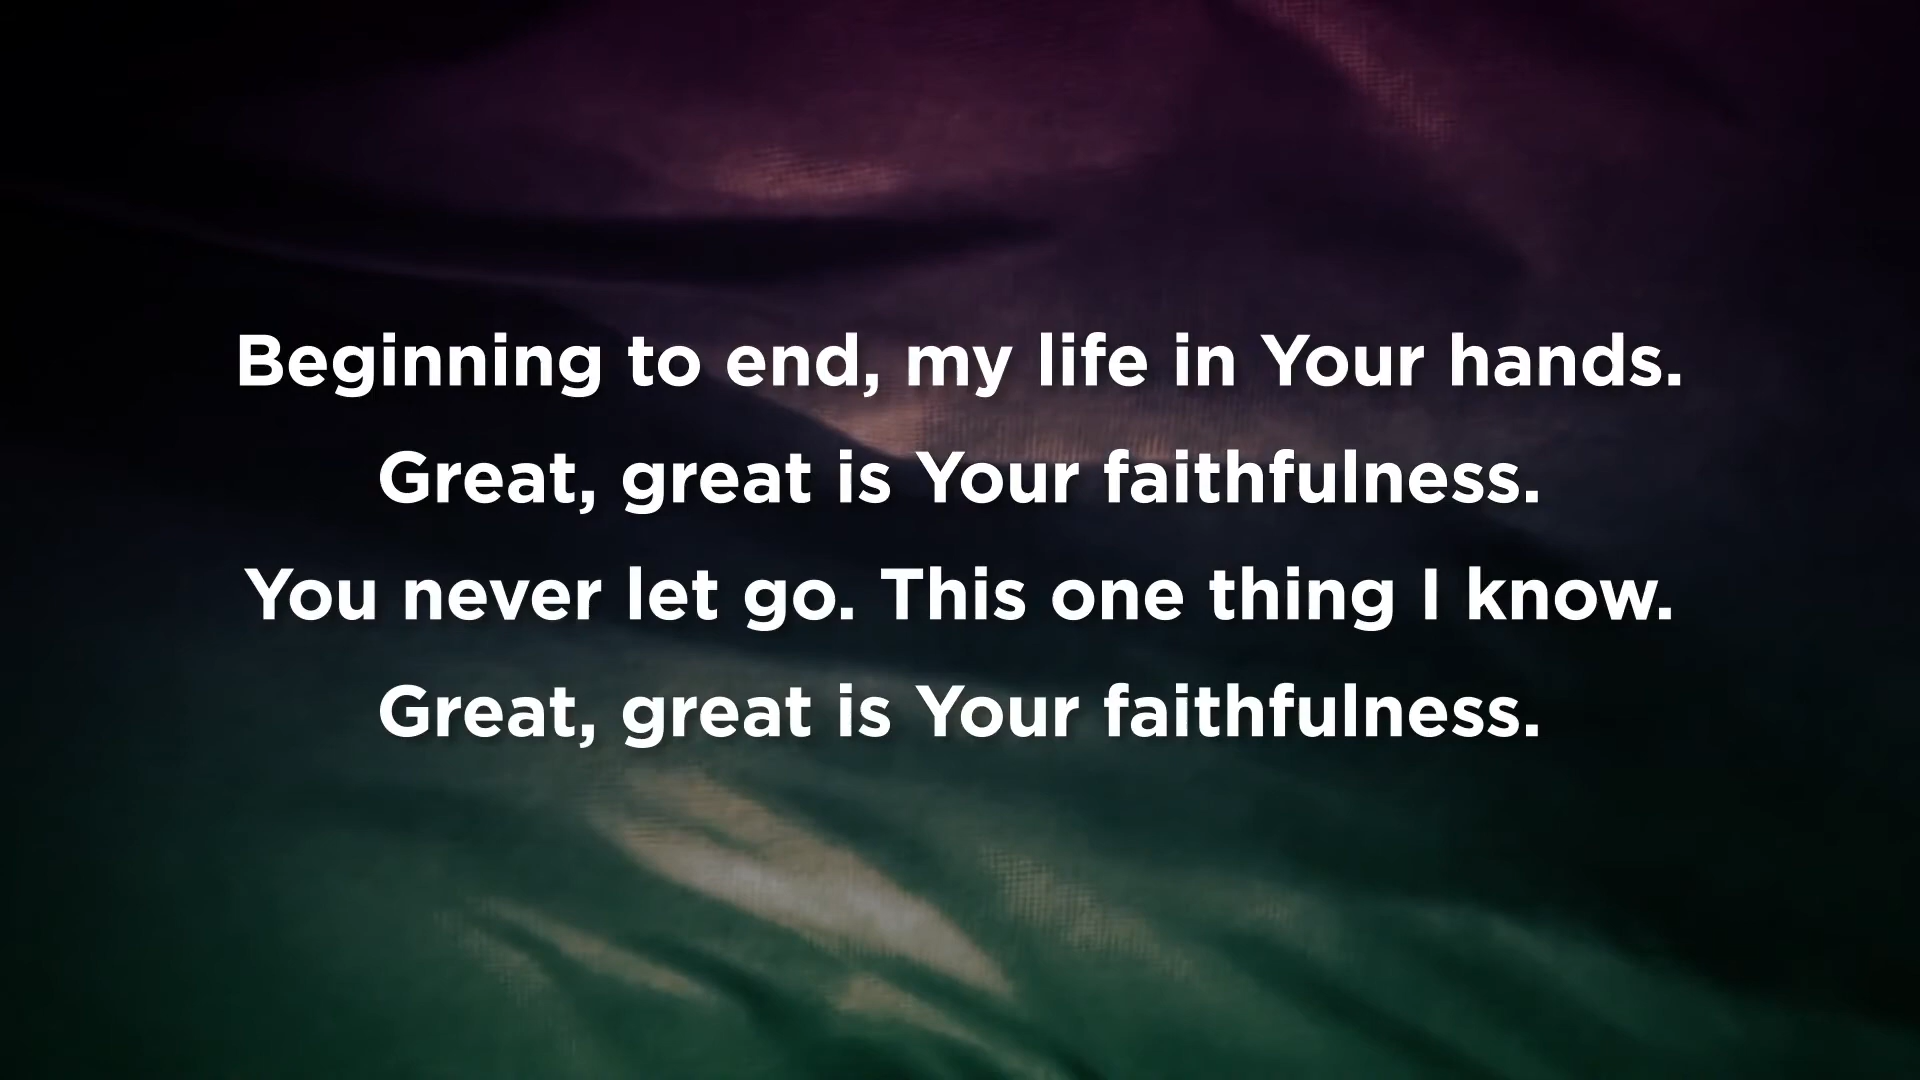 Beginning to end, my life in Your hands.
Great, great is Your faithfulness.
You never let go. This one thing I know.
Great, great is Your faithfulness.